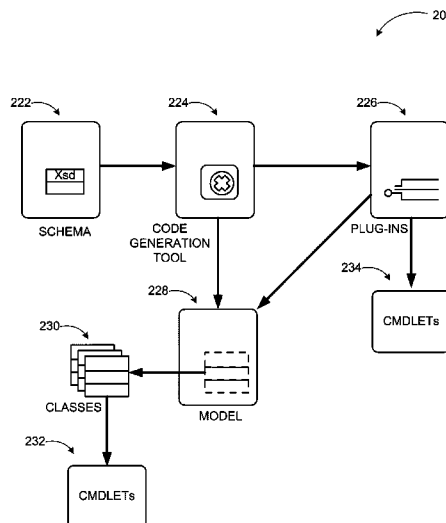 20
222
224
226
Xsd
SCHEMA
CODE
GENERATION
TOOL
PLUG-INS
228
234
230
CMDLETs
CLASSES
MODEL
232
CMDLETs